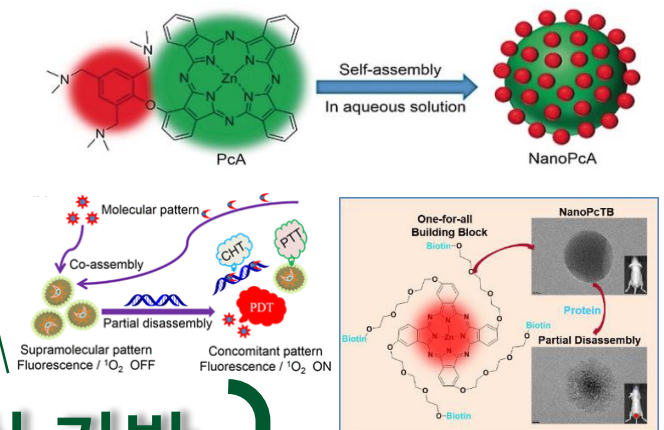 N
N
N
O
N
N
N
N
Zn
N
N
N
N
PcA
Self-assembly
In aqueous solution
NanoPcA
Molecular pattern
Co-assembly
CHT
PTT
PDT
Partial disassembly
Supramolecular pattern
Fluorescence / ¹O₂ OFF
Concomitant pattern
Fluorescence / ¹O₂ ON
One-for-all
Building Block
Biotin
Biotin
Biotin
Biotin
Zn
NanoPcTB
Protein
Partial Disassembly